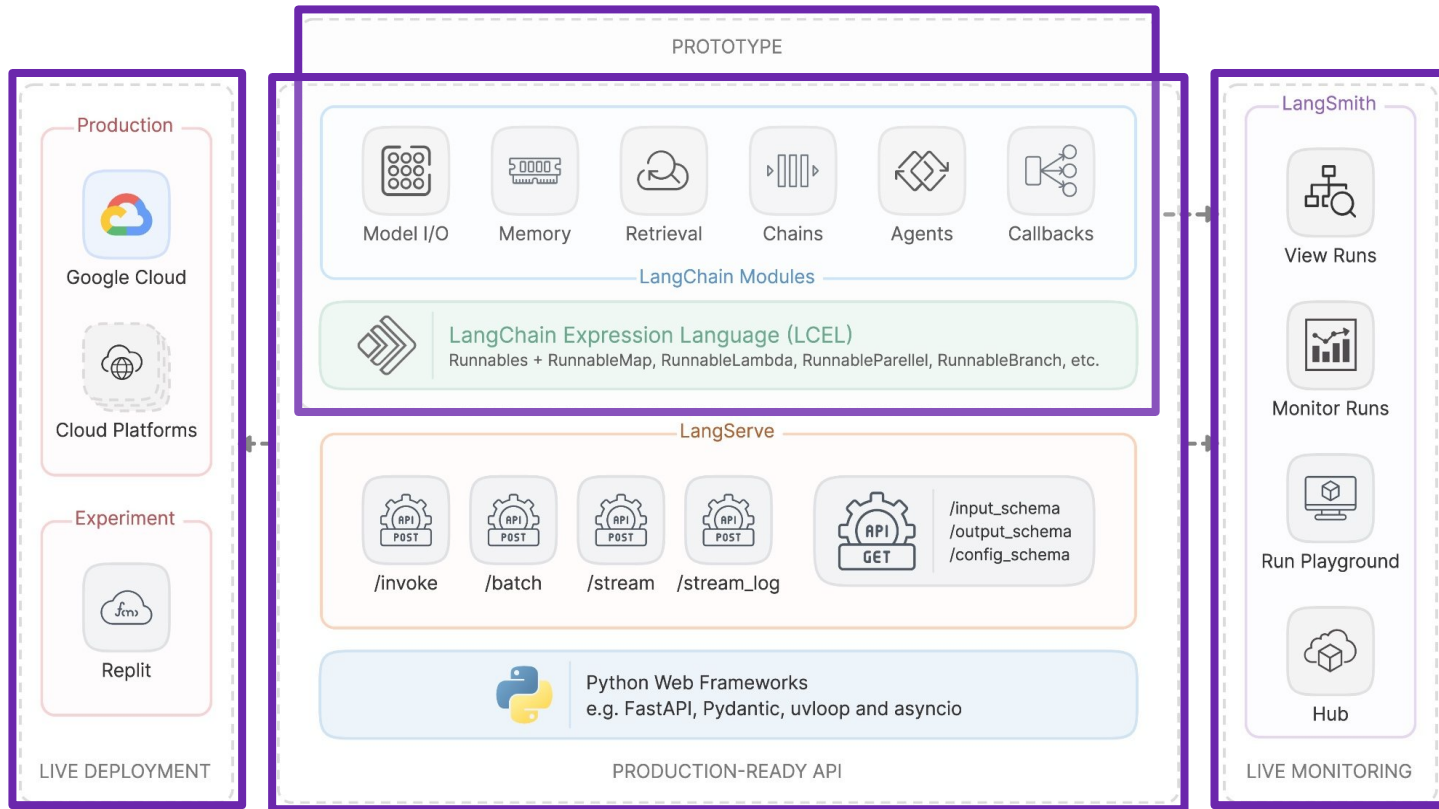 PROTOTYPE
Production
Google Cloud
Cloud Platforms
Experiment
Replit
LIVE DEPLOYMENT
Model I/O
Memory
Retrieval
Chains
Agents
Callbacks
LangChain Modules
LangChain Expression Language (LCEL)
Runnables + RunnableMap, RunnableLambda, RunnableParellel, RunnableBranch, etc.
LangServe
API
POST
/invoke
API
POST
/batch
API
POST
/stream
API
POST
/stream_log
API
GET
/input_schema
/output_schema
/config_schema
Python Web Frameworks
e.g. FastAPI, Pydantic, uvloop and asyncio
PRODUCTION-READY API
LangSmith
View Runs
Monitor Runs
Run Playground
Hub
LIVE MONITORING